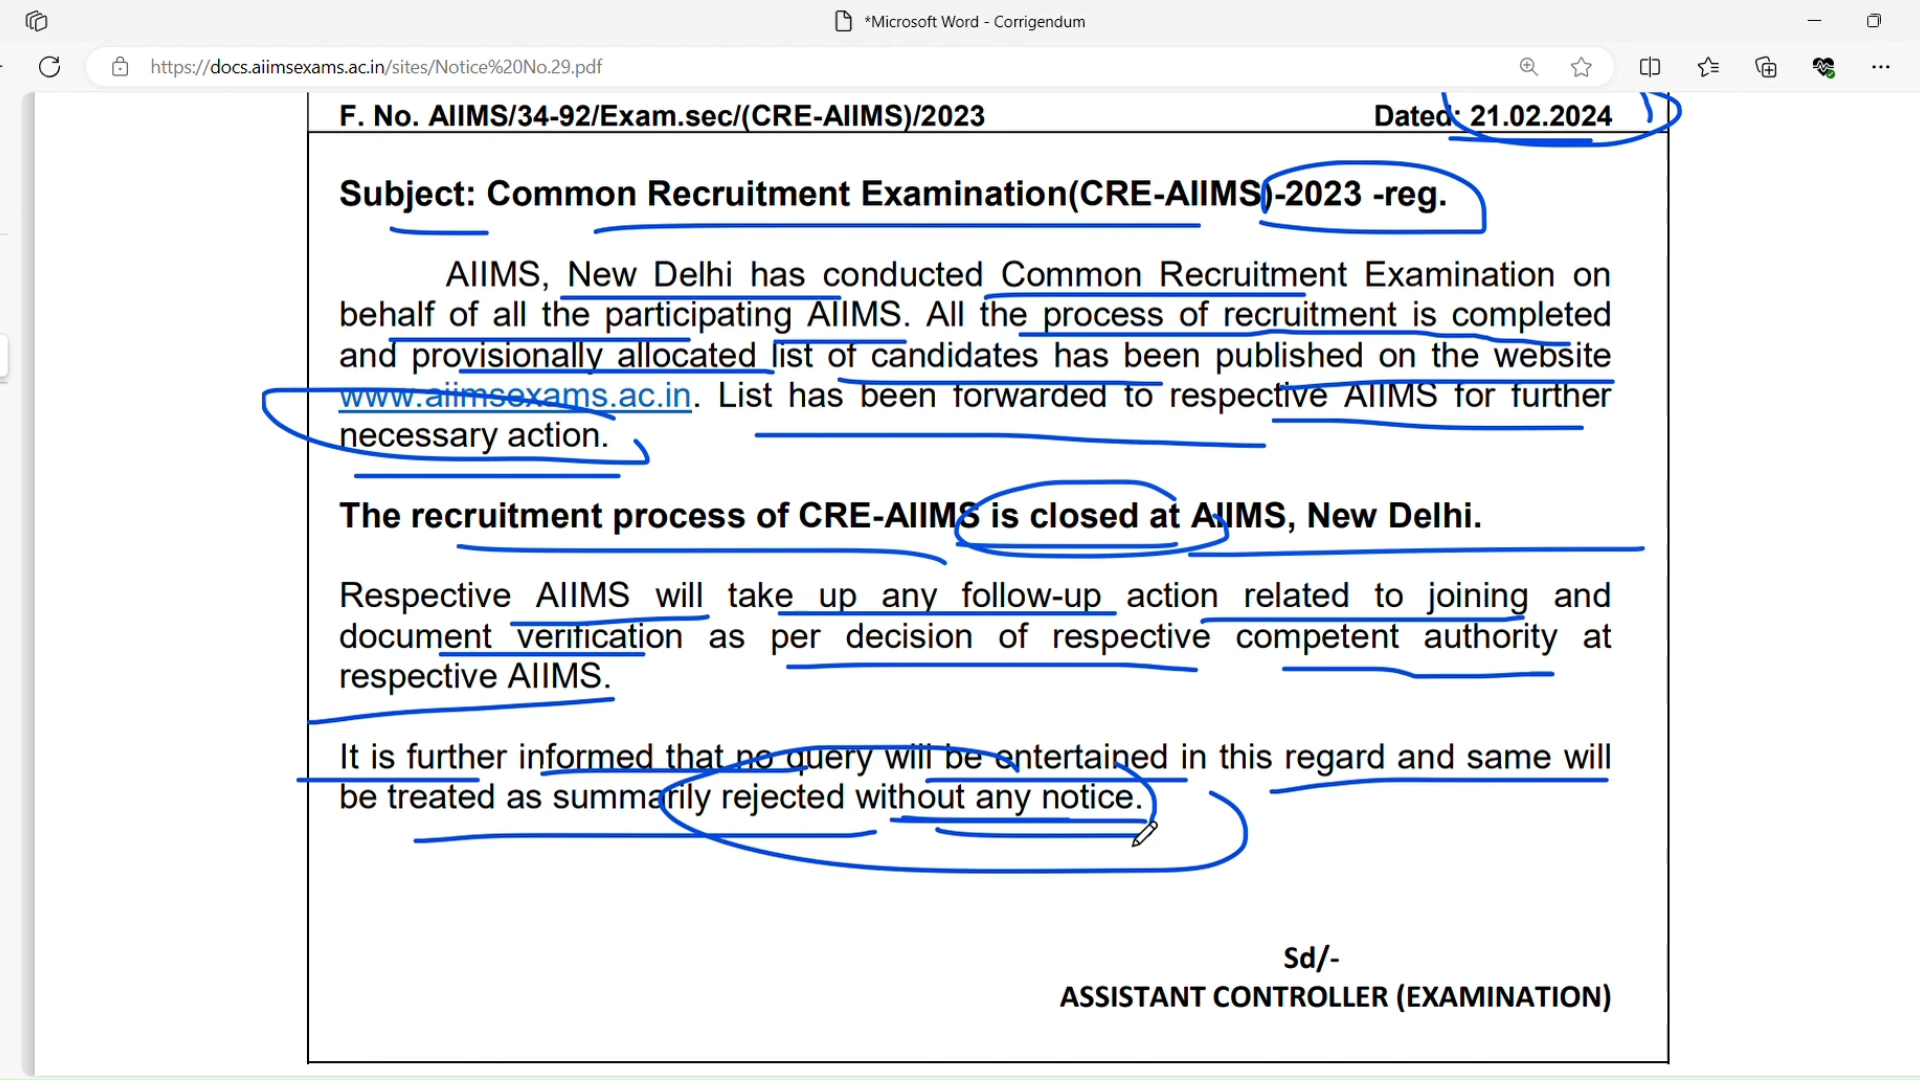 *Microsoft Word - Corrigendum
https://docs.aiimsexams.ac.in/sites/Notice%20No.29.pdf
F. No. AIIMS/34-92/Exam.sec/(CRE-AIIMS)/2023 Dated: 21.02.2024
Subject: Common Recruitment Examination(CRE-AIIMS)-2023 -reg.
AIIMS, New Delhi has conducted Common Recruitment Examination on
behalf of all the participating AIIMS. All the process of recruitment is completed
and provisionally allocated list of candidates has been published on the website
www.aiimsexams.ac.in. List has been forwarded to respective AIIMS for further
necessary action.
The recruitment process of CRE-AIIMS is closed at AIIMS, New Delhi.
Respective AIIMS will take up any follow-up action related to joining and
document verification as per decision of respective competent authority at
respective AIIMS.
It is further informed that no query will be entertained in this regard and same will
be treated as summarily rejected without any notice.
Sd/-
ASSISTANT CONTROLLER (EXAMINATION)